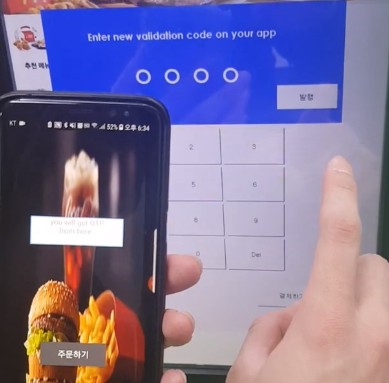 Enter new validation code on your app
추천 메뉴
발행
KT
52%
오후 6:34
2
3
5
6
8
9
0
Del
you will get OTP
from here
주문하기